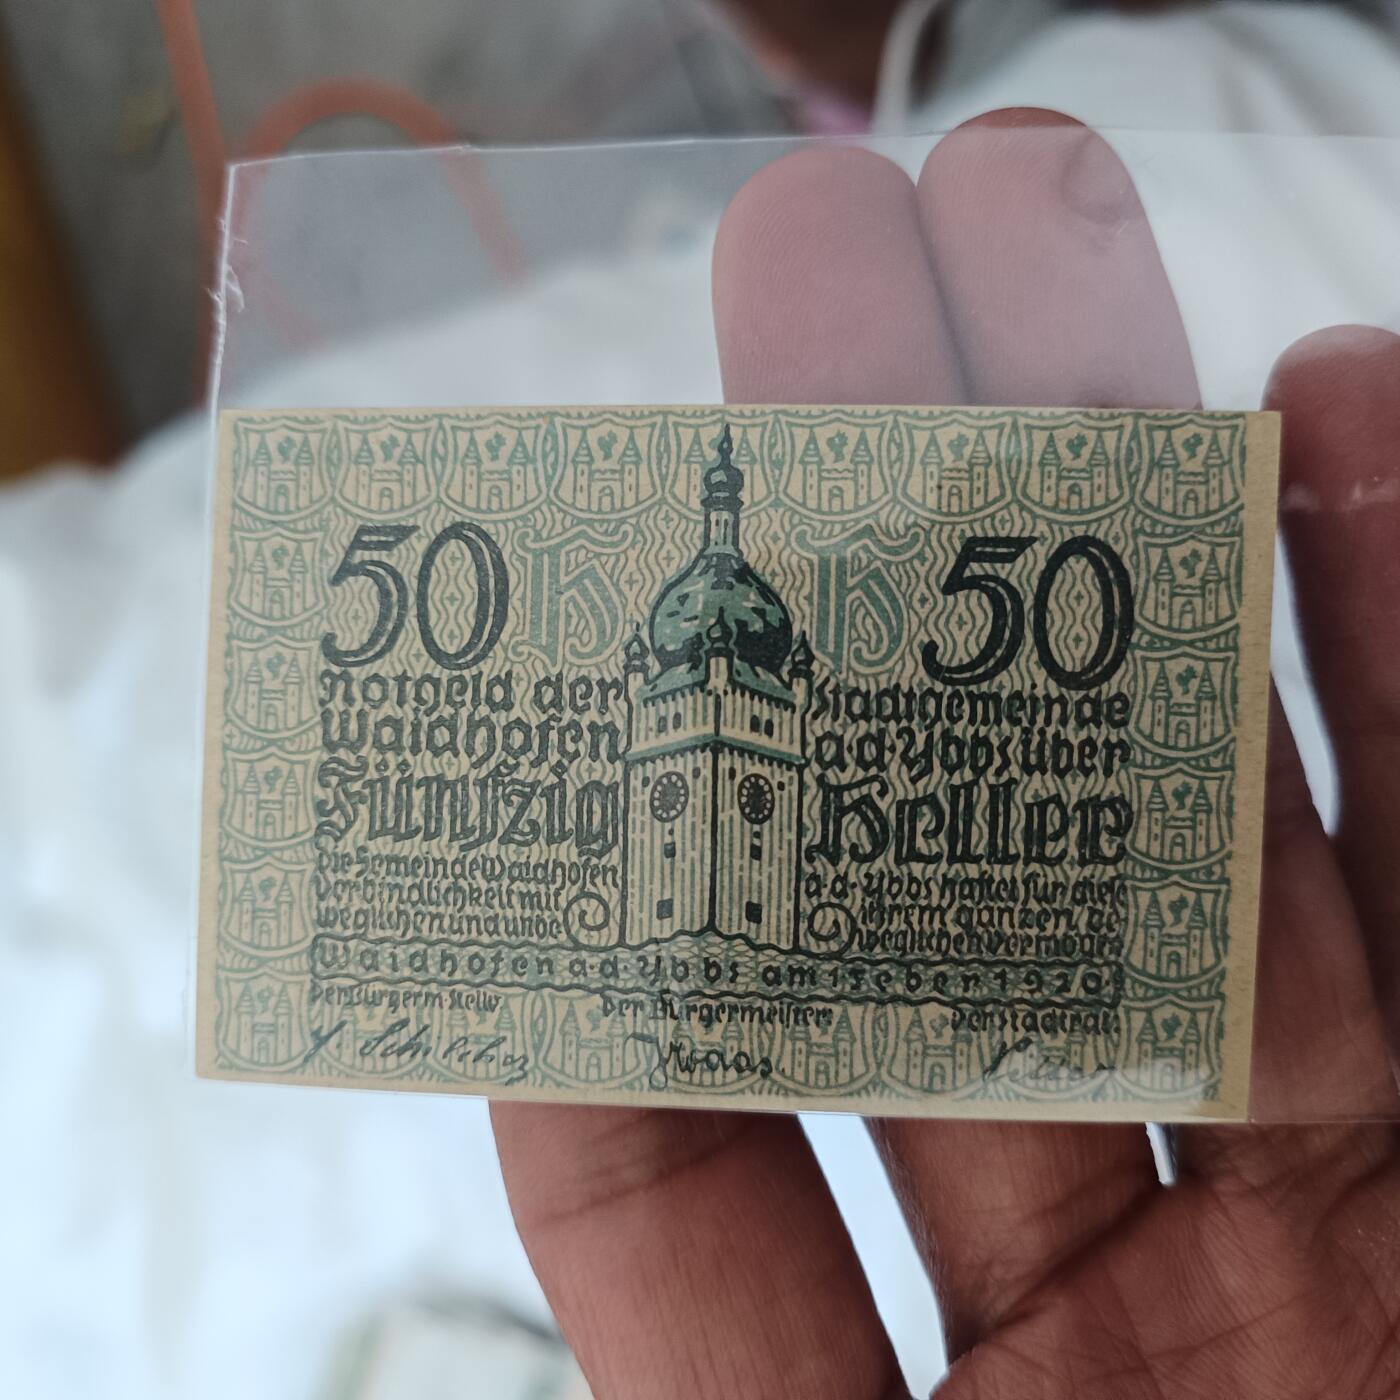 50 H H 50
Notgeld der Stadtgemeinde
Waidhofen a.d. Ybbs über
Fünfzig Heller
Die Gemeinde Waidhofen a.d. Ybbs haftet für diese
Verbindlichkeit mit ihrem ganzen, be
weglichen und unbe weglichen Vermögen
Waidhofen a.d. Ybbs am 1. Feber 1920.
Der Bürgerm. Stellv. Der Bürgermeister: Der Stadtrat: